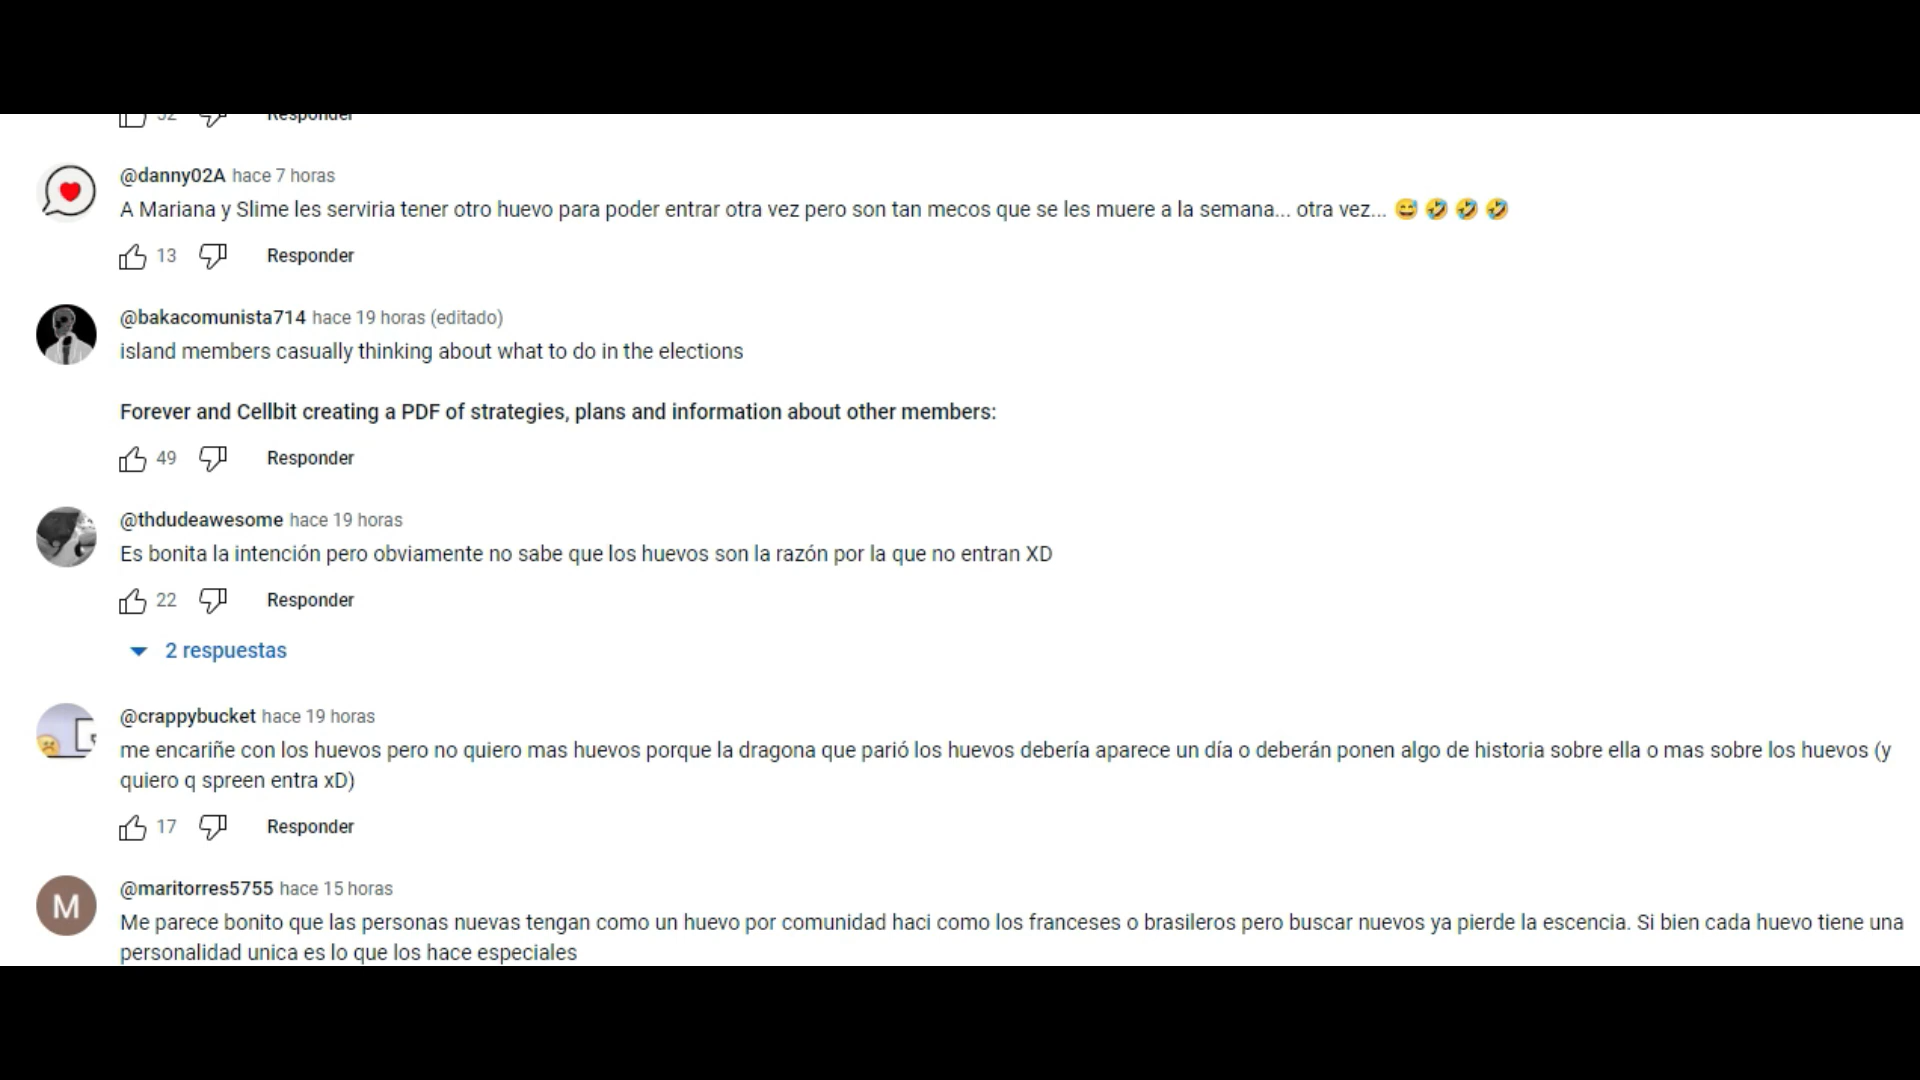 52 Responder
@danny02A hace 7 horas
A Mariana y Slime les serviria tener otro huevo para poder entrar otra vez pero son tan mecos que se les muere a la semana... otra vez... 😅 🤣 🤣 🤣
13 Responder
@bakacomunista714 hace 19 horas (editado)
island members casually thinking about what to do in the elections
Forever and Cellbit creating a PDF of strategies, plans and information about other members:
49 Responder
@thdudeawesome hace 19 horas
Es bonita la intención pero obviamente no sabe que los huevos son la razón por la que no entran XD
22 Responder
2 respuestas
@crappybucket hace 19 horas
me encariñe con los huevos pero no quiero mas huevos porque la dragona que parió los huevos debería aparece un día o deberán ponen algo de historia sobre ella o mas sobre los huevos (y
quiero q spreen entra xD)
17 Responder
M
@maritorres5755 hace 15 horas
Me parece bonito que las personas nuevas tengan como un huevo por comunidad haci como los franceses o brasileros pero buscar nuevos ya pierde la escencia. Si bien cada huevo tiene una
personalidad unica es lo que los hace especiales